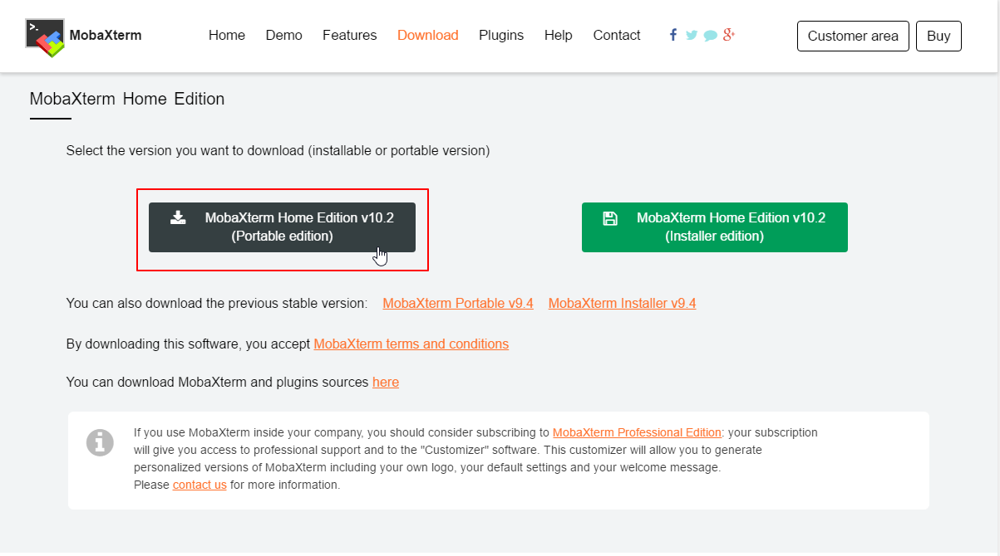 >_
MobaXterm
Home Demo Features Download Plugins Help Contact
Customer area Buy
MobaXterm Home Edition
Select the version you want to download (installable or portable version)
MobaXterm Home Edition v10.2
(Portable edition)
MobaXterm Home Edition v10.2
(Installer edition)
You can also download the previous stable version: MobaXterm Portable v9.4 MobaXterm Installer v9.4
By downloading this software, you accept MobaXterm terms and conditions
You can download MobaXterm and plugins sources here
If you use MobaXterm inside your company, you should consider subscribing to MobaXterm Professional Edition: your subscription
will give you access to professional support and to the "Customizer" software. This customizer will allow you to generate
personalized versions of MobaXterm including your own logo, your default settings and your welcome message.
Please contact us for more information.